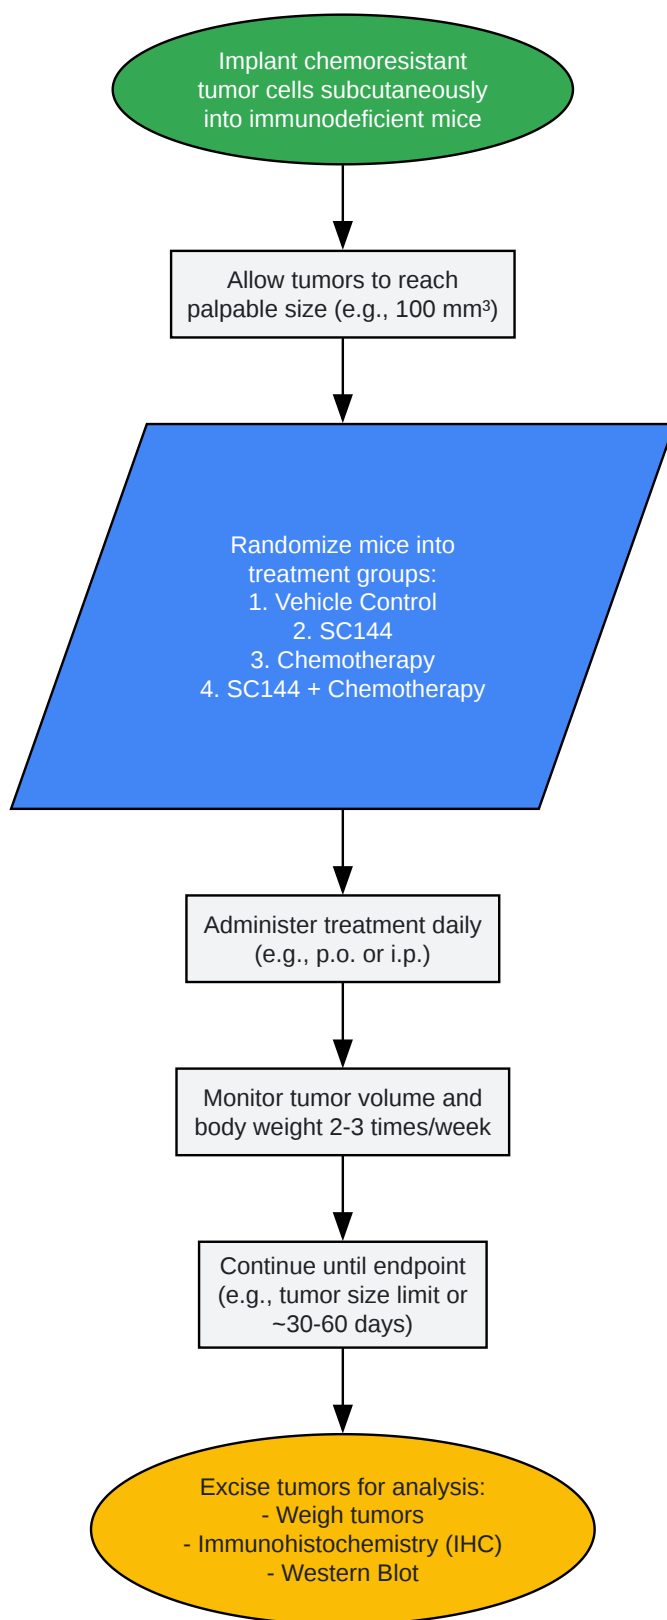 Implant chemoresistant
tumor cells subcutaneously
into immunodeficient mice
Allow tumors to reach
palpable size (e.g., 100 mm³)
Randomize mice into
treatment groups:
1. Vehicle Control
2. SC144
3. Chemotherapy
4. SC144 + Chemotherapy
Administer treatment daily
(e.g., p.o. or i.p.)
Monitor tumor volume and
body weight 2-3 times/week
Continue until endpoint
(e.g., tumor size limit or
~30-60 days)
Excise tumors for analysis:
- Weigh tumors
- Immunohistochemistry (IHC)
- Western Blot